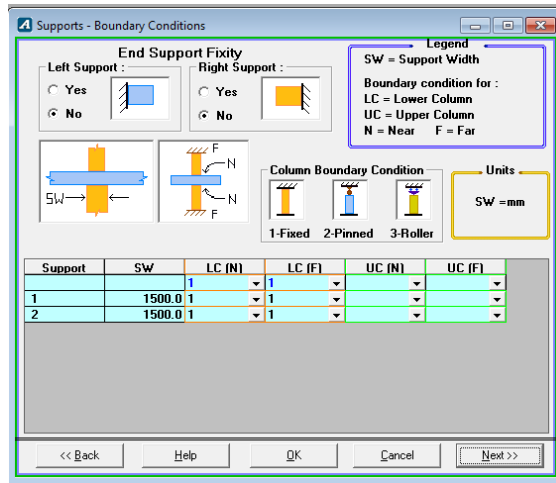 Supports - Boundary Conditions
End Support Fixity
Left Support :
Yes
No
Right Support :
Yes
No
Legend
SW = Support Width
Boundary condition for :
LC = Lower Column
UC = Upper Column
N = Near F = Far
SW
F
N
N
F
Column Boundary Condition
1-Fixed 2-Pinned 3-Roller
Units
SW =mm
Support SW LC (N) LC (F) UC (N) UC (F)
1 1
1 1500.0 1 1
2 1500.0 1 1
<< Back Help OK Cancel Next >>